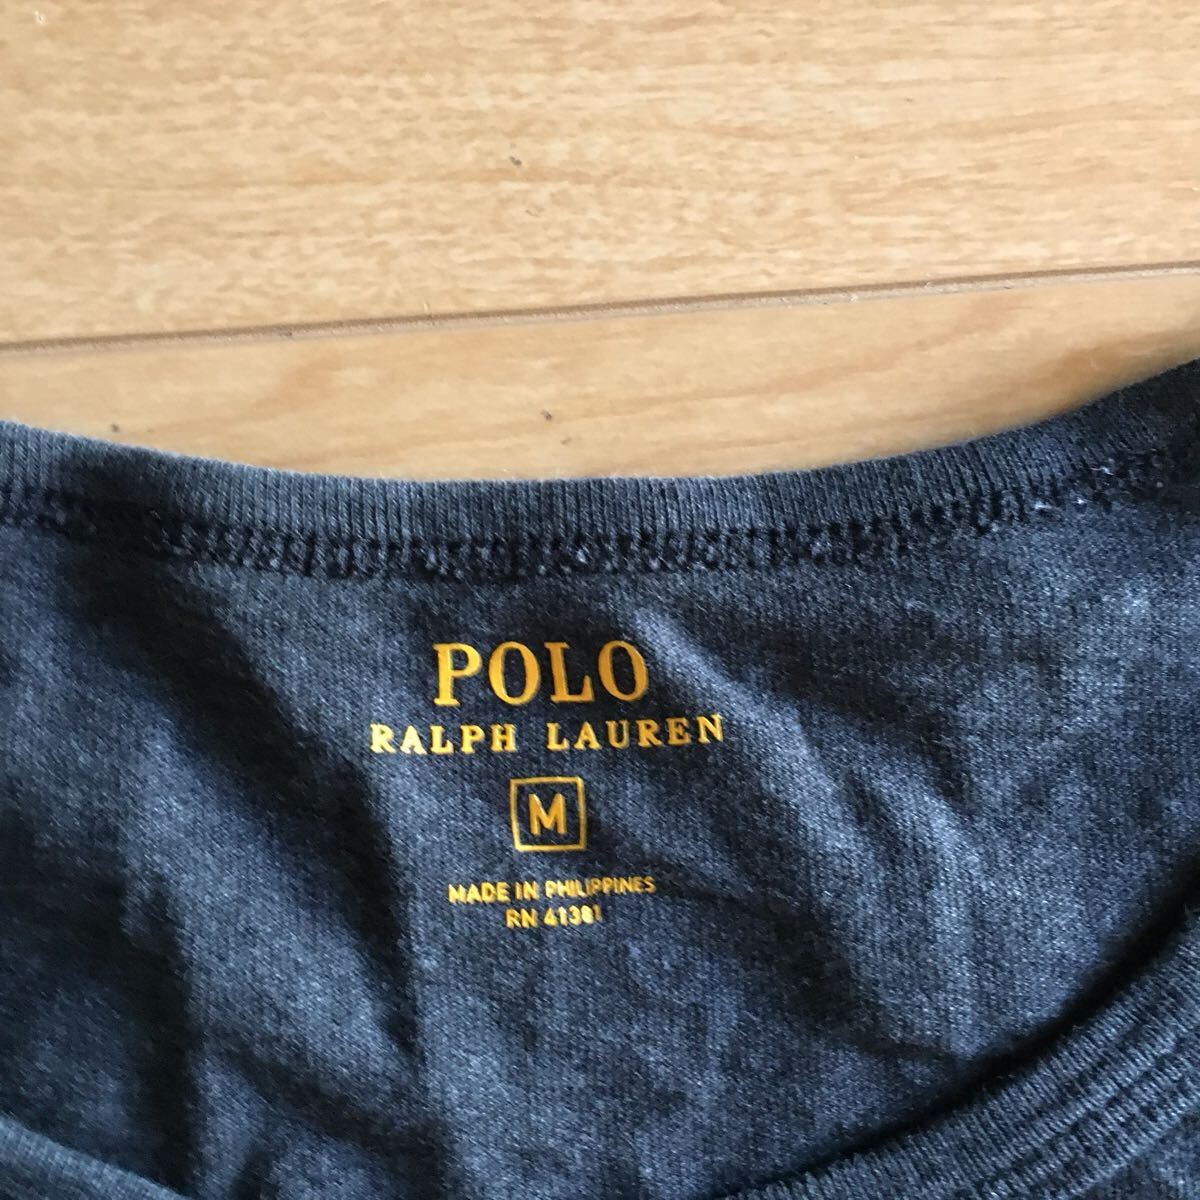 POLO
RALPH LAUREN
M
MADE IN PHILIPPINES
RN 41381